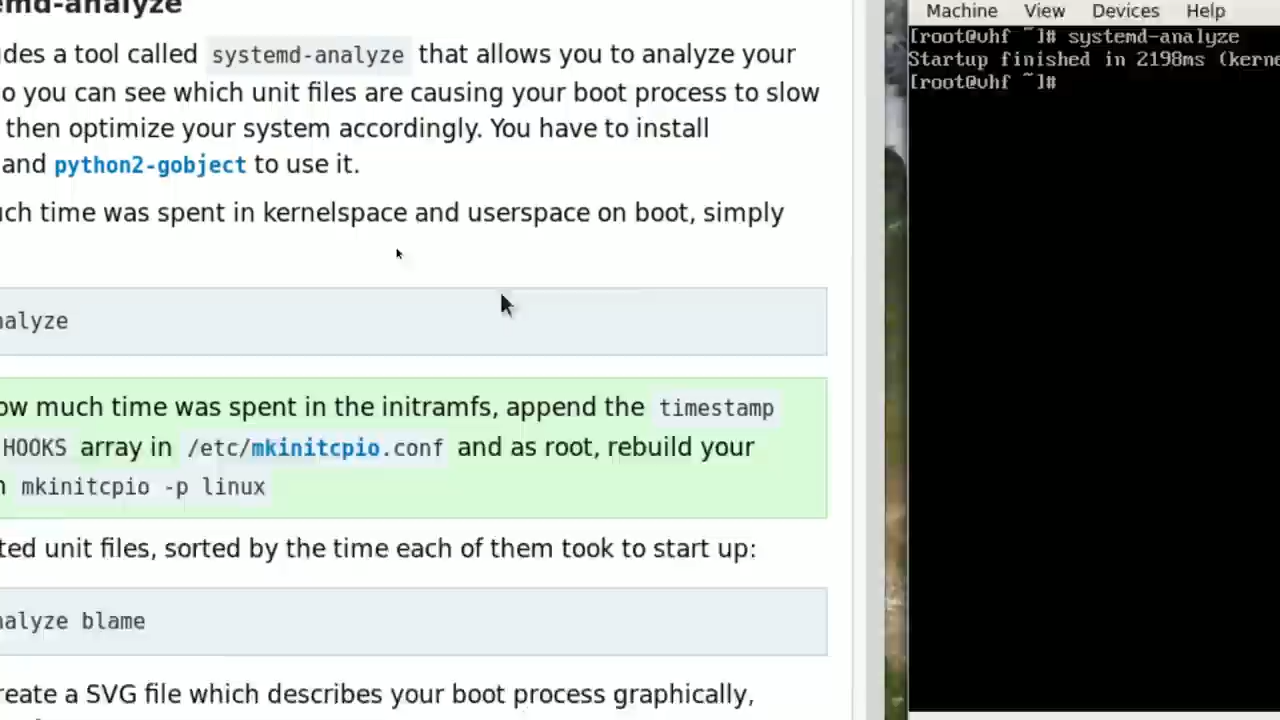 emd-analyze
des a tool called systemd-analyze that allows you to analyze your
o you can see which unit files are causing your boot process to slow
then optimize your system accordingly. You have to install
and python2-gobject to use it.
ch time was spent in kernelspace and userspace on boot, simply
nalyze
ow much time was spent in the initramfs, append the timestamp
HOOKS array in /etc/mkinitcpio.conf and as root, rebuild your
mkinitcpio -p linux
ted unit files, sorted by the time each of them took to start up:
nalyze blame
reate a SVG file which describes your boot process graphically,
Machine View Devices Help
[root@vhf ~]# systemd-analyze
Startup finished in 2198ms (kerne
[root@vhf ~]#